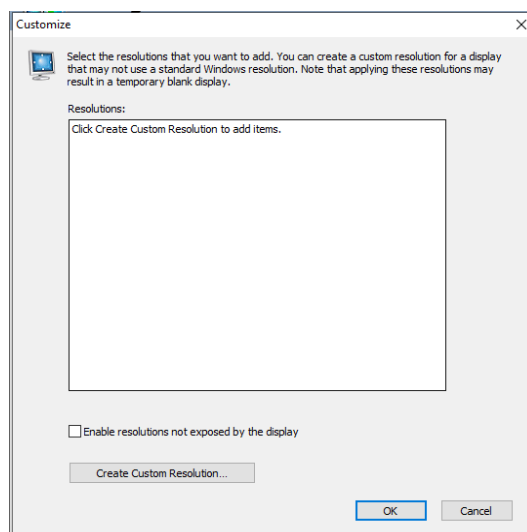 Customize
Select the resolutions that you want to add. You can create a custom resolution for a display
that may not use a standard Windows resolution. Note that applying these resolutions may
result in a temporary blank display.
Resolutions:
Click Create Custom Resolution to add items.
Enable resolutions not exposed by the display
Create Custom Resolution...
OK
Cancel